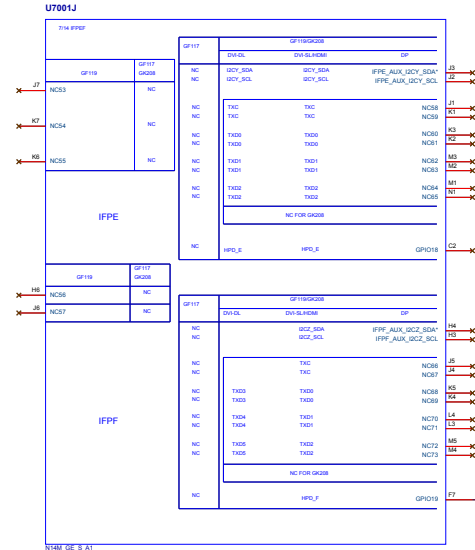 U7001J
7/14 IFPEF
GF119 GF117 GK208
J7 NC53 NC
K7 NC54 NC
K6 NC55 NC
IFPE
GF117 GF119/GK208
DVI-DL DVI-SL/HDMI DP
NC I2CY_SDA I2CY_SDA IFPE_AUX_I2CY_SDA* J3
NC I2CY_SCL I2CY_SCL IFPE_AUX_I2CY_SCL J2
NC TXC TXC NC58 J1
NC TXC TXC NC59 K1
NC TXD0 TXD0 NC60 K3
NC TXD0 TXD0 NC61 K2
NC TXD1 TXD1 NC62 M3
NC TXD1 TXD1 NC63 M2
NC TXD2 TXD2 NC64 M1
NC TXD2 TXD2 NC65 N1
NC FOR GK208
NC HPD_E HPD_E GPIO18 C2
GF119 GF117 GK208
H6 NC56 NC
J6 NC57 NC
IFPF
GF117 GF119/GK208
DVI-DL DVI-SL/HDMI DP
NC I2CZ_SDA IFPF_AUX_I2CZ_SDA* H4
NC I2CZ_SCL IFPF_AUX_I2CZ_SCL H3
NC TXC NC66 J5
NC TXC NC67 J4
NC TXD3 TXD0 NC68 K5
NC TXD3 TXD0 NC69 K4
NC TXD4 TXD1 NC70 L4
NC TXD4 TXD1 NC71 L3
NC TXD5 TXD2 NC72 M5
NC TXD5 TXD2 NC73 M4
NC FOR GK208
NC HPD_F GPIO19 F7
N14M_GE_S_A1